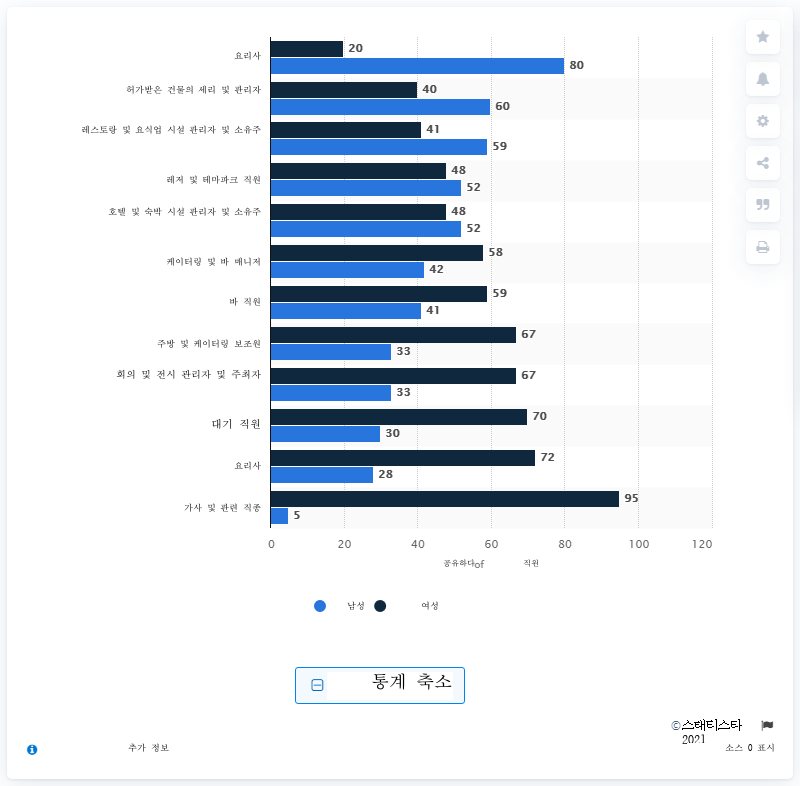 요리사
20
80
허가받은 건물의 세리 및 관리자
40
60
레스토랑 및 요식업 시설 관리자 및 소유주
41
59
레저 및 테마파크 직원
48
52
호텔 및 숙박 시설 관리자 및 소유주
48
52
케이터링 및 바 매니저
58
42
바 직원
59
41
주방 및 케이터링 보조원
67
33
회의 및 전시 관리자 및 주최자
67
33
대기 직원
70
30
요리사
72
28
가사 및 관련 직종
95
5
0 20 40 60 80 100 120
공유하다of 직원
남성 여성
통계 축소
©스태티스타
2021
추가 정보
소스 0 표시